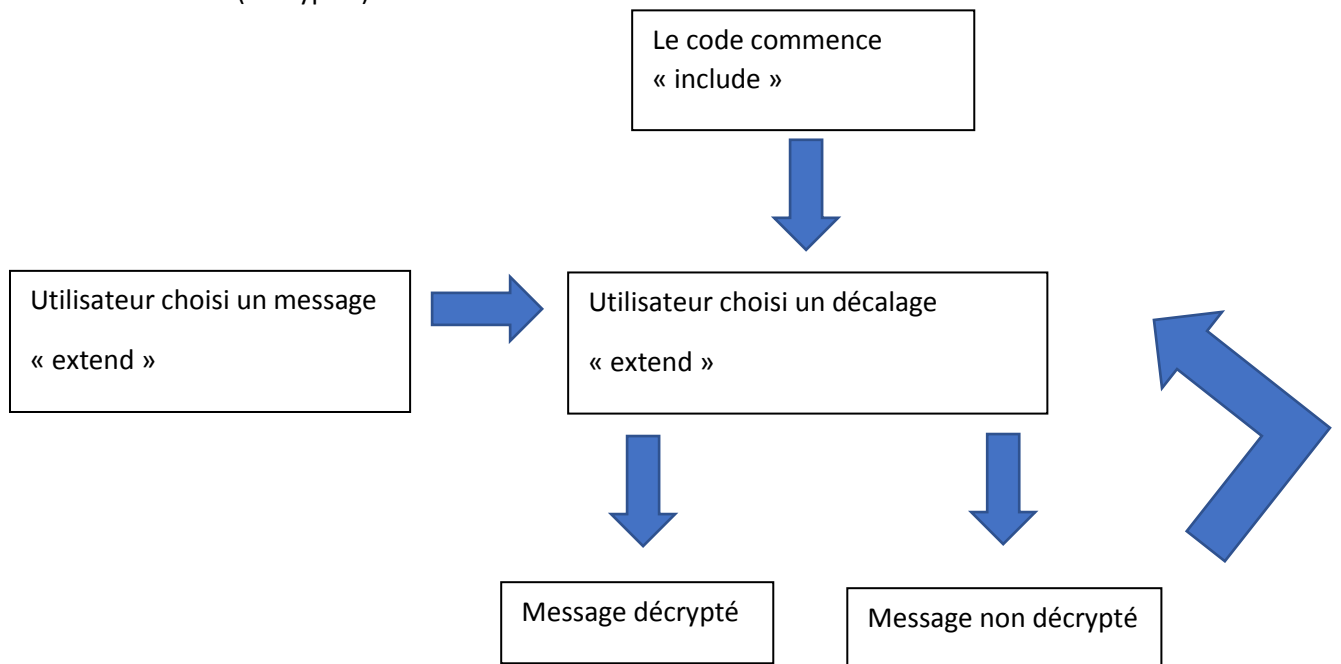 Le code commence
« include »
Utilisateur choisi un message
« extend »
Utilisateur choisi un décalage
« extend »
Message décrypté
Message non décrypté